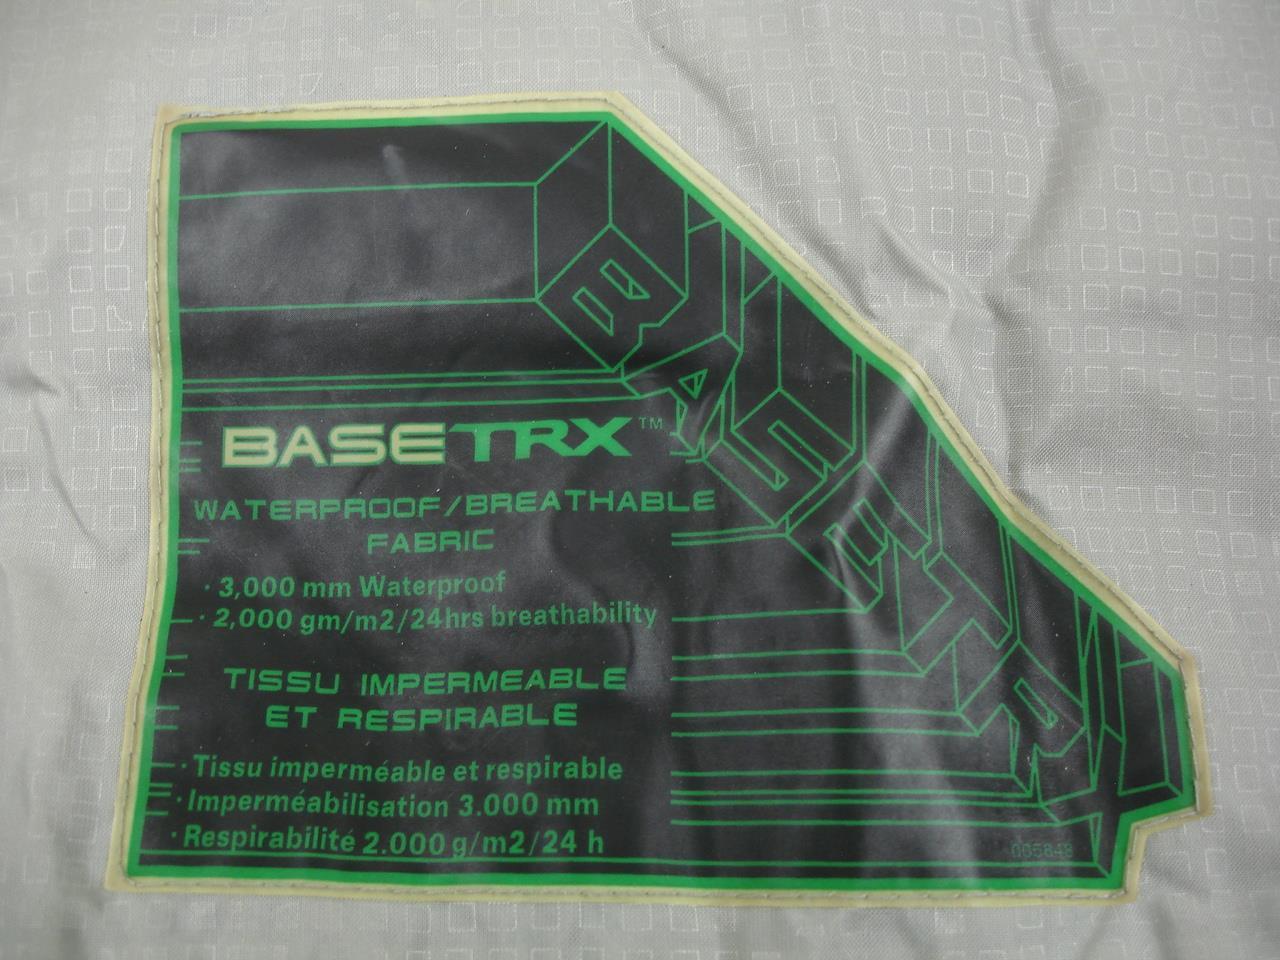 BASETRX
BASETRX™
WATERPROOF/BREATHABLE
FABRIC
· 3,000 mm Waterproof
· 2,000 gm/m2/24hrs breathability
TISSU IMPERMEABLE
ET RESPIRABLE
· Tissu imperméable et respirable
· Imperméabilisation 3.000 mm
· Respirabilité 2.000 g/m2/24 h